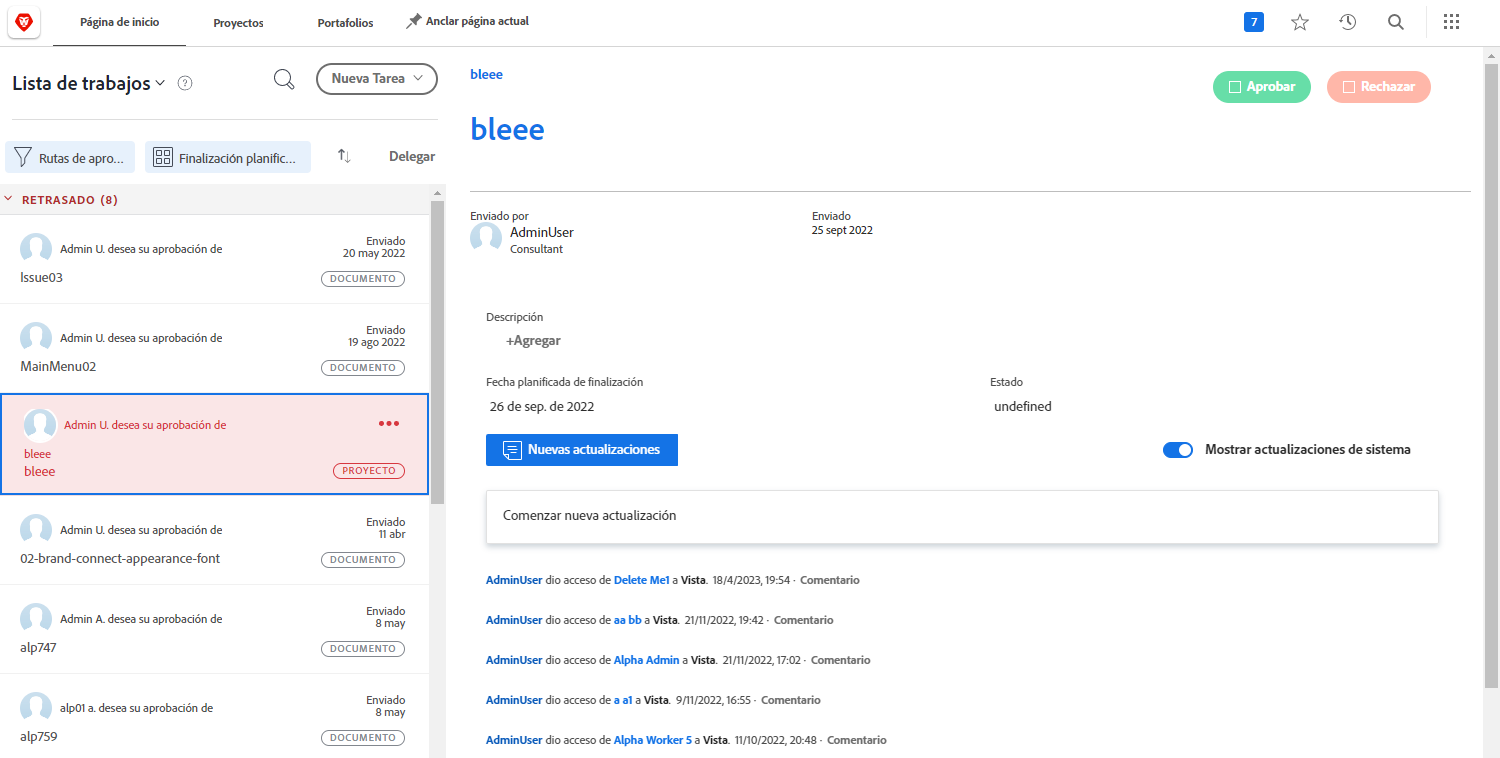 Página de inicio
Proyectos
Portafolios
Anclar página actual
7
Lista de trabajos
?
Nueva Tarea
Rutas de apro...
Finalización planific...
Delegar
RETRASADO (8)
Admin U. desea su aprobación de
Enviado
20 may 2022
Issue03
DOCUMENTO
Admin U. desea su aprobación de
Enviado
19 ago 2022
MainMenu02
DOCUMENTO
Admin U. desea su aprobación de
bleee
bleee
PROYECTO
Admin U. desea su aprobación de
Enviado
11 abr
02-brand-connect-appearance-font
DOCUMENTO
Admin A. desea su aprobación de
Enviado
8 may
alp747
DOCUMENTO
alp01 a. desea su aprobación de
Enviado
8 may
alp759
DOCUMENTO
bleee
Aprobar
Rechazar
bleee
Enviado por
AdminUser
Consultant
Enviado
25 sept 2022
Descripción
+Agregar
Fecha planificada de finalización
26 de sep. de 2022
Estado
undefined
Nuevas actualizaciones
Mostrar actualizaciones de sistema
Comenzar nueva actualización
AdminUser dio acceso de Delete Me1 a Vista. 18/4/2023, 19:54 · Comentario
AdminUser dio acceso de aa bb a Vista. 21/11/2022, 19:42 · Comentario
AdminUser dio acceso de Alpha Admin a Vista. 21/11/2022, 17:02 · Comentario
AdminUser dio acceso de a a1 a Vista. 9/11/2022, 16:55 · Comentario
AdminUser dio acceso de Alpha Worker 5 a Vista. 11/10/2022, 20:48 · Comentario